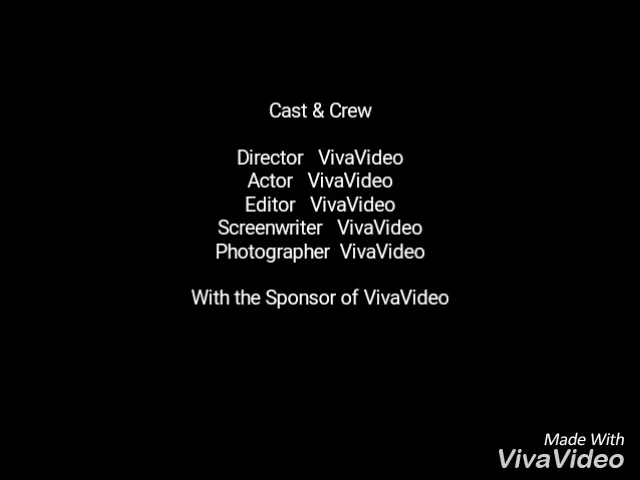 Cast & Crew
Director VivaVideo
Actor VivaVideo
Editor VivaVideo
Screenwriter VivaVideo
Photographer VivaVideo
With the Sponsor of VivaVideo
Made With
VivaVideo